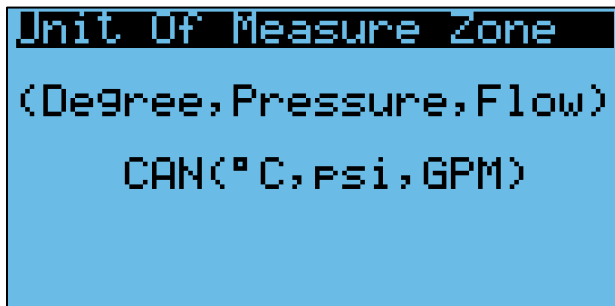 Unit Of Measure Zone
(Degree,Pressure,Flow)
CAN(°C,psi,GPM)